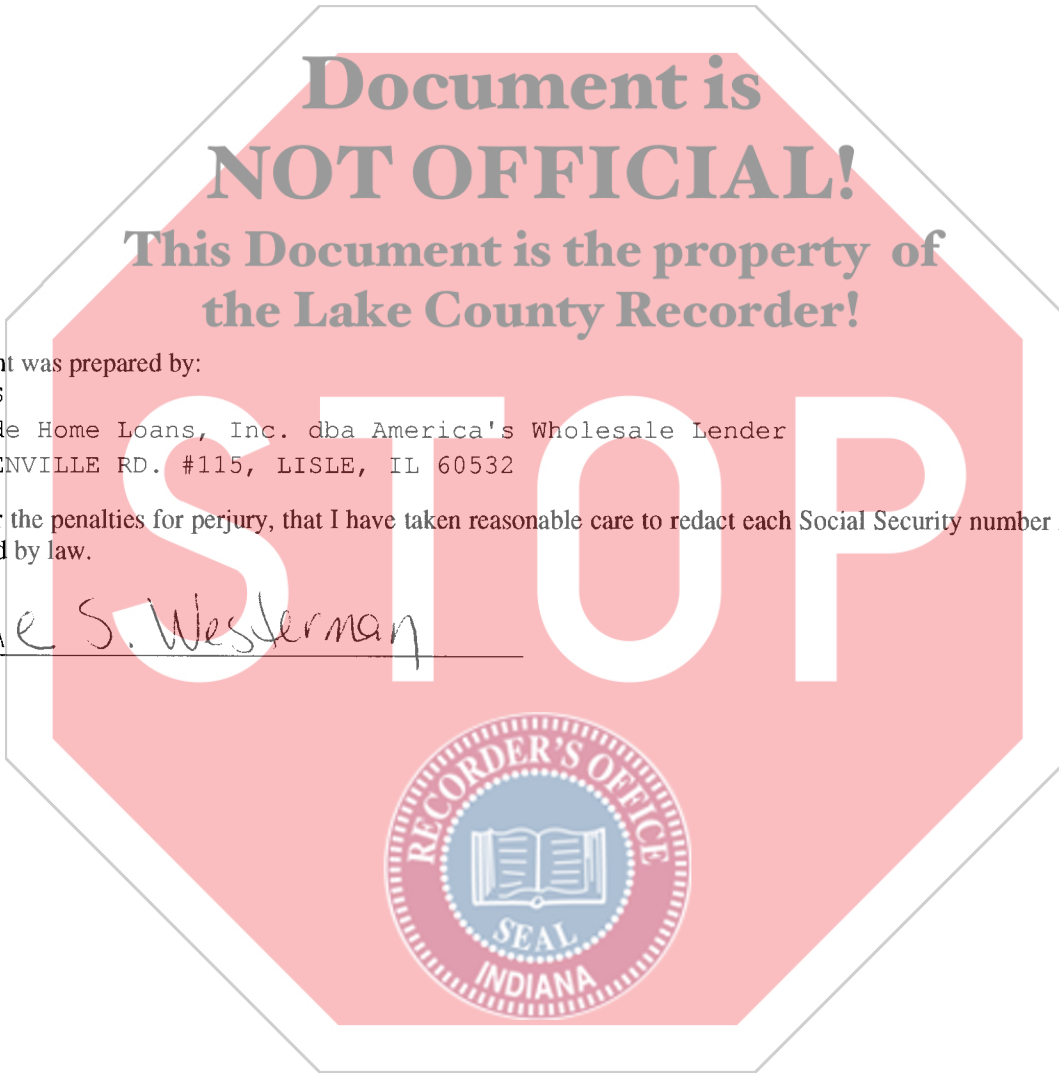 Document is
NOT OFFICIAL!
This Document is the property of
the Lake County Recorder!
nt was prepared by:
s
de Home Loans, Inc. dba America's Wholesale Lender
ENVILLE RD. #115, LISLE, IL 60532
r the penalties for perjury, that I have taken reasonable care to redact each Social Security number
d by law.
STOP
e S. Westerman
RECORDER'S OFFICE
SEAL
INDIANA